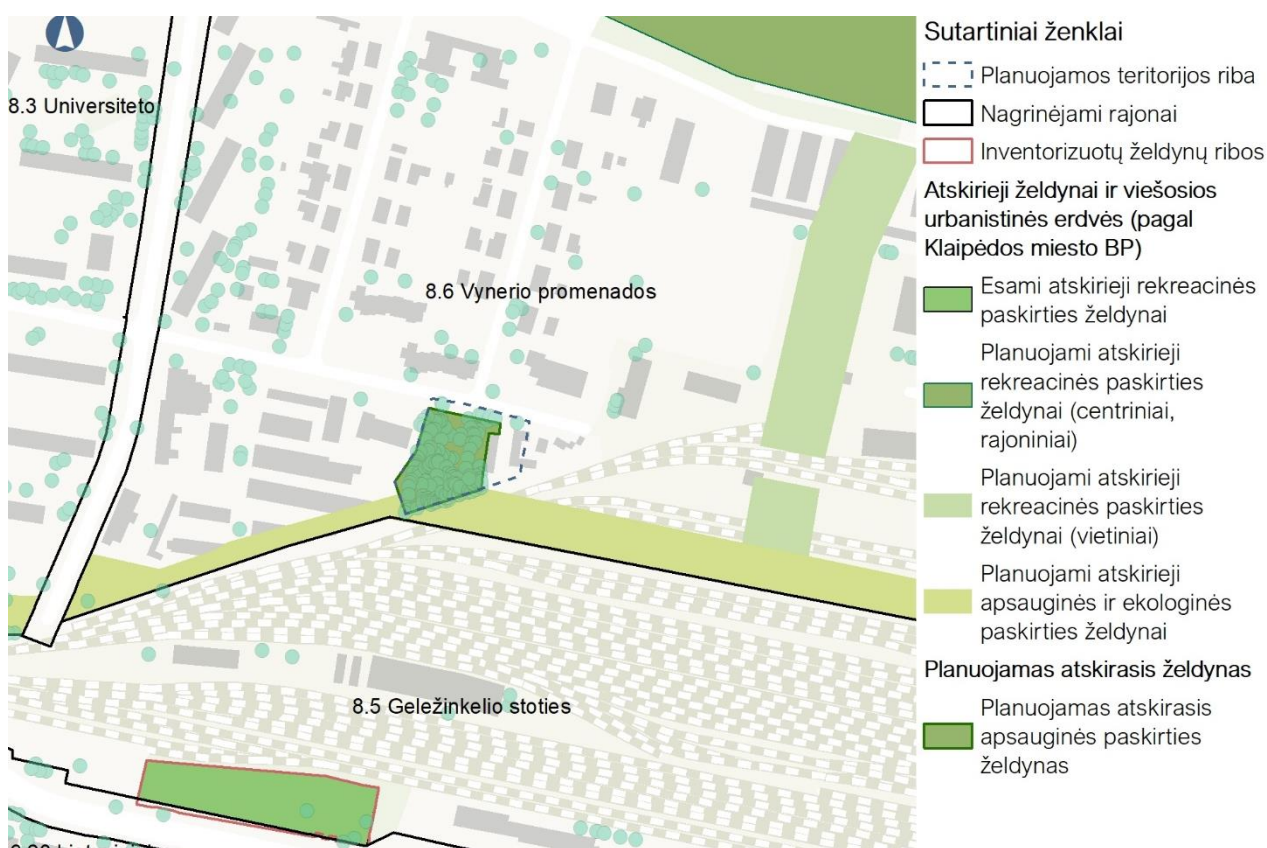 8.3 Universiteto
8.6 Vynerio promenados
8.5 Geležinkelio stoties
Sutartiniai ženklai
Planuojamos teritorijos riba
Nagrinėjami rajonai
Inventorizuotų želdynų ribos
Atskirieji želdynai ir viešosios
urbanistinės erdvės (pagal
Klaipėdos miesto BP)
Esami atskirieji rekreacinės
paskirties želdynai
Planuojami atskirieji
rekreacinės paskirties
želdynai (centriniai,
rajoniniai)
Planuojami atskirieji
rekreacinės paskirties
želdynai (vietiniai)
Planuojami atskirieji
apsauginės ir ekologinės
paskirties želdynai
Planuojamas atskirasis želdynas
Planuojamas atskirasis
apsauginės paskirties
želdynas